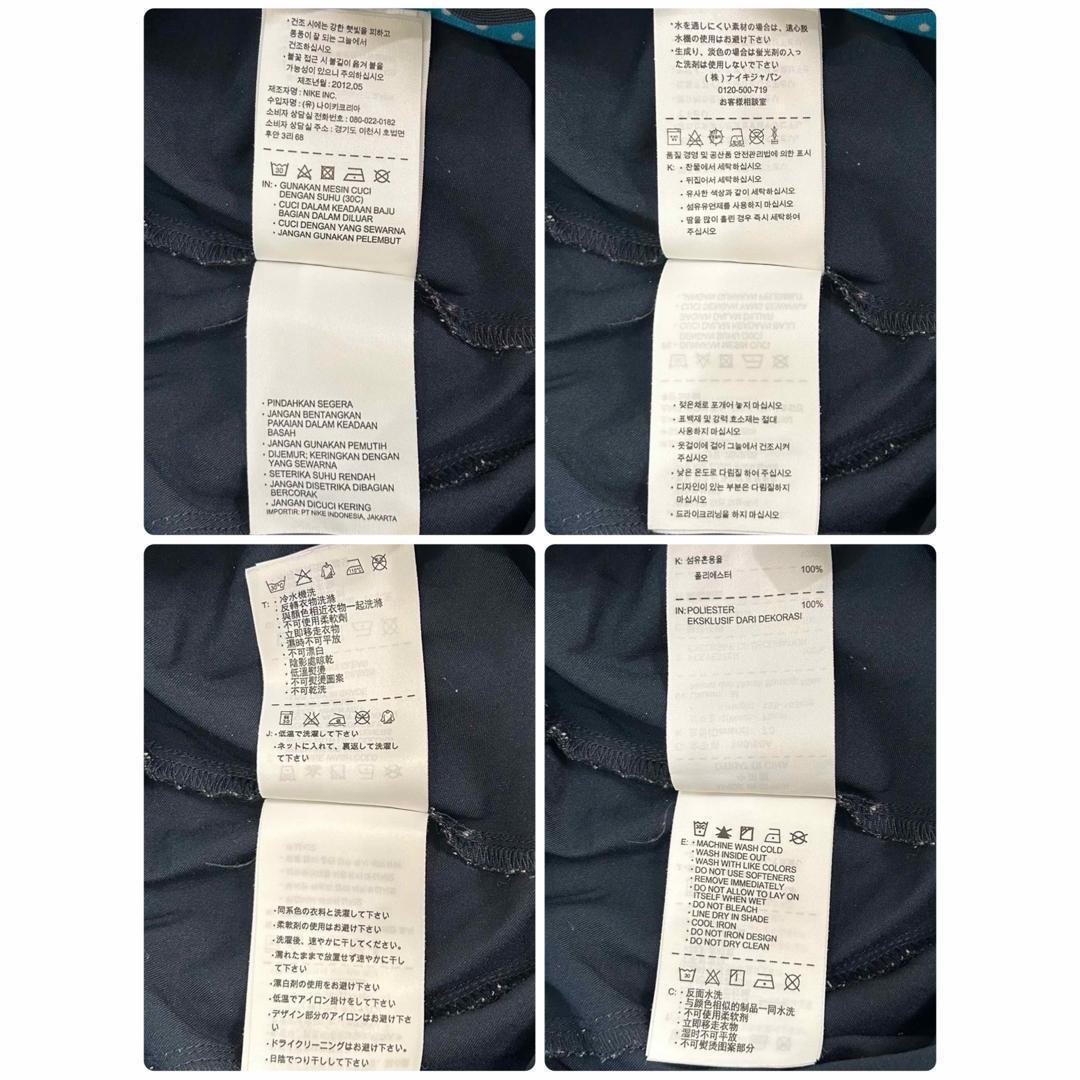 • 건조 시에는 강한 햇빛을 피하고
통풍이 잘 되는 그늘에서
건조하십시오
• 불꽃 접근 시 불길이 옮겨 붙을
가능성이 있으니 주의하십시오
제조년월 : 2012.05
제조자명 : NIKE INC.
수입자명 : (유) 나이키코리아
소비자 상담실 전화번호 : 080-022-0182
소비자 상담실 주소 : 경기도 이천시 호법면
후안 3리 68
30
IN: • GUNAKAN MESIN CUCI
DENGAN SUHU (30C)
• CUCI DALAM KEADAAN BAJU
BAGIAN DALAM DILUAR
• CUCI DENGAN YANG SEWARNA
• JANGAN GUNAKAN PELEMBUT
• PINDAHKAN SEGERA
• JANGAN BENTANGKAN
PAKAIAN DALAM KEADAAN
BASAH
• JANGAN GUNAKAN PEMUTIH
• DIJEMUR; KERINGKAN DENGAN
YANG SEWARNA
• SETERIKA SUHU RENDAH
• JANGAN DISETRIKA DIBAGIAN
BERCORAK
• JANGAN DICUCI KERING
IMPORTIR: PT NIKE INDONESIA, JAKARTA
• 水を通しにくい素材の場合は、遠心脱
水機の使用はお避け下さい
• 生成り、淡色の場合は蛍光剤の入っ
た洗剤は使用しないで下さい
(株) ナイキジャパン
0120-500-719
お客様相談室
품질 경영 및 공산품 안전관리법에 의한 표시
K: • 찬물에서 세탁하십시오
• 뒤집어서 세탁하십시오
• 유사한 색상과 같이 세탁하십시오
• 섬유유연제를 사용하지 마십시오
• 땀을 많이 흘린 경우 즉시 세탁하여
주십시오
• 젖은채로 포개어 놓지 마십시오
• 표백제 및 강력 효소제는 절대
사용하지 마십시오
• 옷걸이에 걸어 그늘에서 건조시켜
주십시오
• 낮은 온도로 다림질 하여 주십시오
• 디자인이 있는 부분은 다림질하지
마십시오
• 드라이크리닝을 하지 마십시오
T: • 冷水機洗
• 反轉衣物洗滌
• 與顏色相近衣物一起洗滌
• 不可使用柔軟劑
• 立即移走衣物
• 濕時不可平放
• 不可漂白
• 陰影處晾乾
• 低溫熨燙
• 不可熨燙圖案
• 不可乾洗
J: • 低温で洗濯して下さい
• ネットに入れて、裏返して洗濯し
て下さい
• 同系色の衣料と洗濯して下さい
• 柔軟剤の使用はお避け下さい
• 洗濯後、速やかに干してください。
• 濡れたままで放置せず速やかに干し
て下さい
• 漂白剤の使用をお避け下さい
• 低温でアイロン掛けをして下さい
• デザイン部分のアイロンはお避け下さ
い
• ドライクリーニングはお避け下さい
• 日陰でつり干しして下さい
K: 섬유혼용율
폴리에스터 100%
IN: POLIESTER 100%
EKSKLUSIF DARI DEKORASI
E: • MACHINE WASH COLD
• WASH INSIDE OUT
• WASH WITH LIKE COLORS
• DO NOT USE SOFTENERS
• REMOVE IMMEDIATELY
• DO NOT ALLOW TO LAY ON
ITSELF WHEN WET
• DO NOT BLEACH
• LINE DRY IN SHADE
• COOL IRON
• DO NOT IRON DESIGN
• DO NOT DRY CLEAN
30
C: • 反面水洗
• 与颜色相似的制品一同水洗
• 不可使用柔软剂
• 立即移走衣物
• 湿时不可平放
• 不可熨烫图案部分